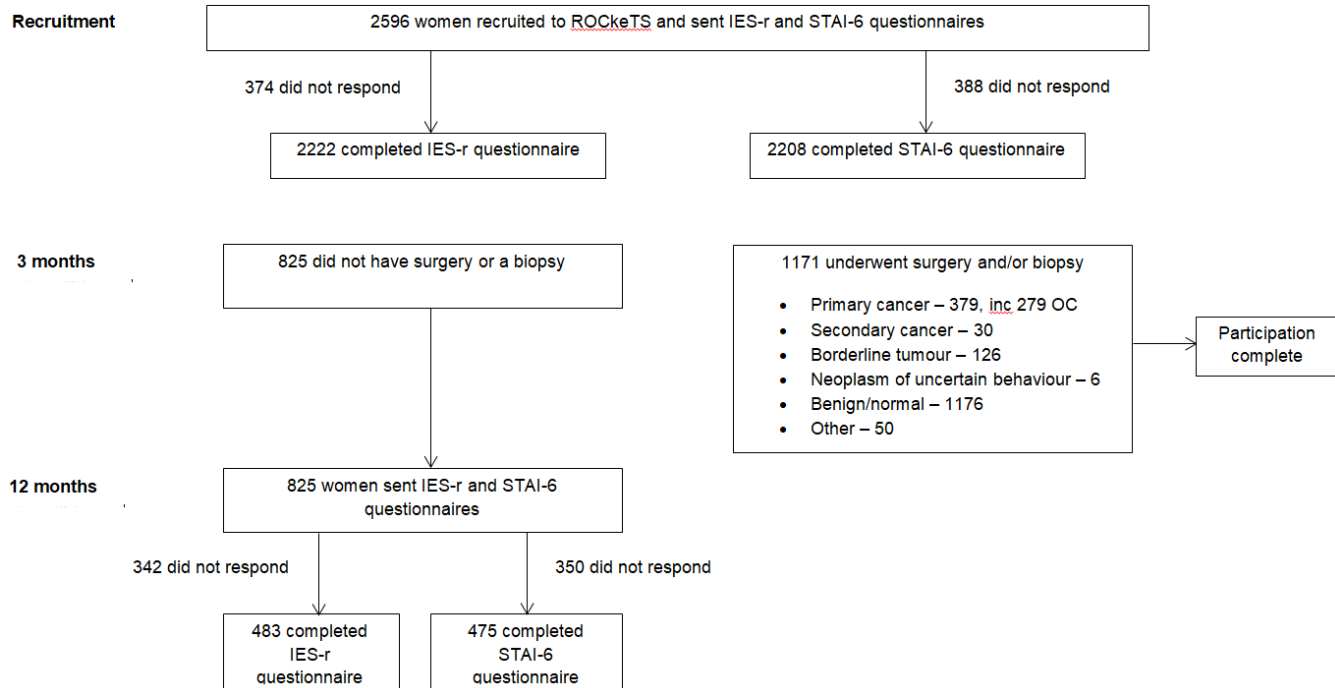 Recruitment
2596 women recruited to ROCkeTS and sent IES-r and STAI-6 questionnaires
374 did not respond
388 did not respond
2222 completed IES-r questionnaire
2208 completed STAI-6 questionnaire
3 months
825 did not have surgery or a biopsy
1171 underwent surgery and/or biopsy
• Primary cancer – 379, inc 279 OC
• Secondary cancer – 30
• Borderline tumour – 126
• Neoplasm of uncertain behaviour – 6
• Benign/normal – 1176
• Other – 50
Participation
complete
12 months
825 women sent IES-r and STAI-6
questionnaires
342 did not respond
350 did not respond
483 completed
IES-r
questionnaire
475 completed
STAI-6
questionnaire